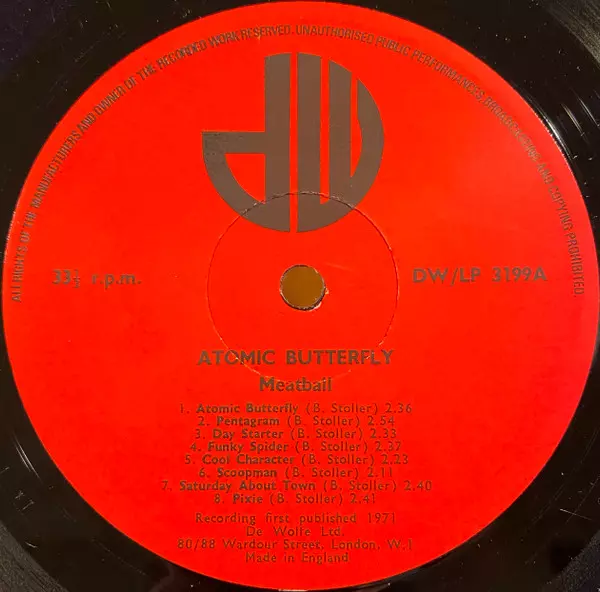 ALL RIGHTS OF THE MANUFACTURERS AND OWNER OF THE RECORDED WORK RESERVED. UNAUTHORISED PUBLIC PERFORMANCES, BROADCASTING AND COPYING PROHIBITED.
dw
33⅓ r.p.m.
DW/LP 3199A
ATOMIC BUTTERFLY
Meatball
1. Atomic Butterfly (B. Stoller) 2.36
2. Pentagram (B. Stoller) 2.54
3. Day Starter (B. Stoller) 2.33
4. Funky Spider (B. Stoller) 2.37
5. Cool Character (B. Stoller) 2.23
6. Scoopman (B. Stoller) 2.11
7. Saturday About Town (B. Stoller) 2.40
8. Pixie (B. Stoller) 2.41
Recording first published 1971
De Wolfe Ltd.
80/88 Wardour Street, London, W.1
Made in England